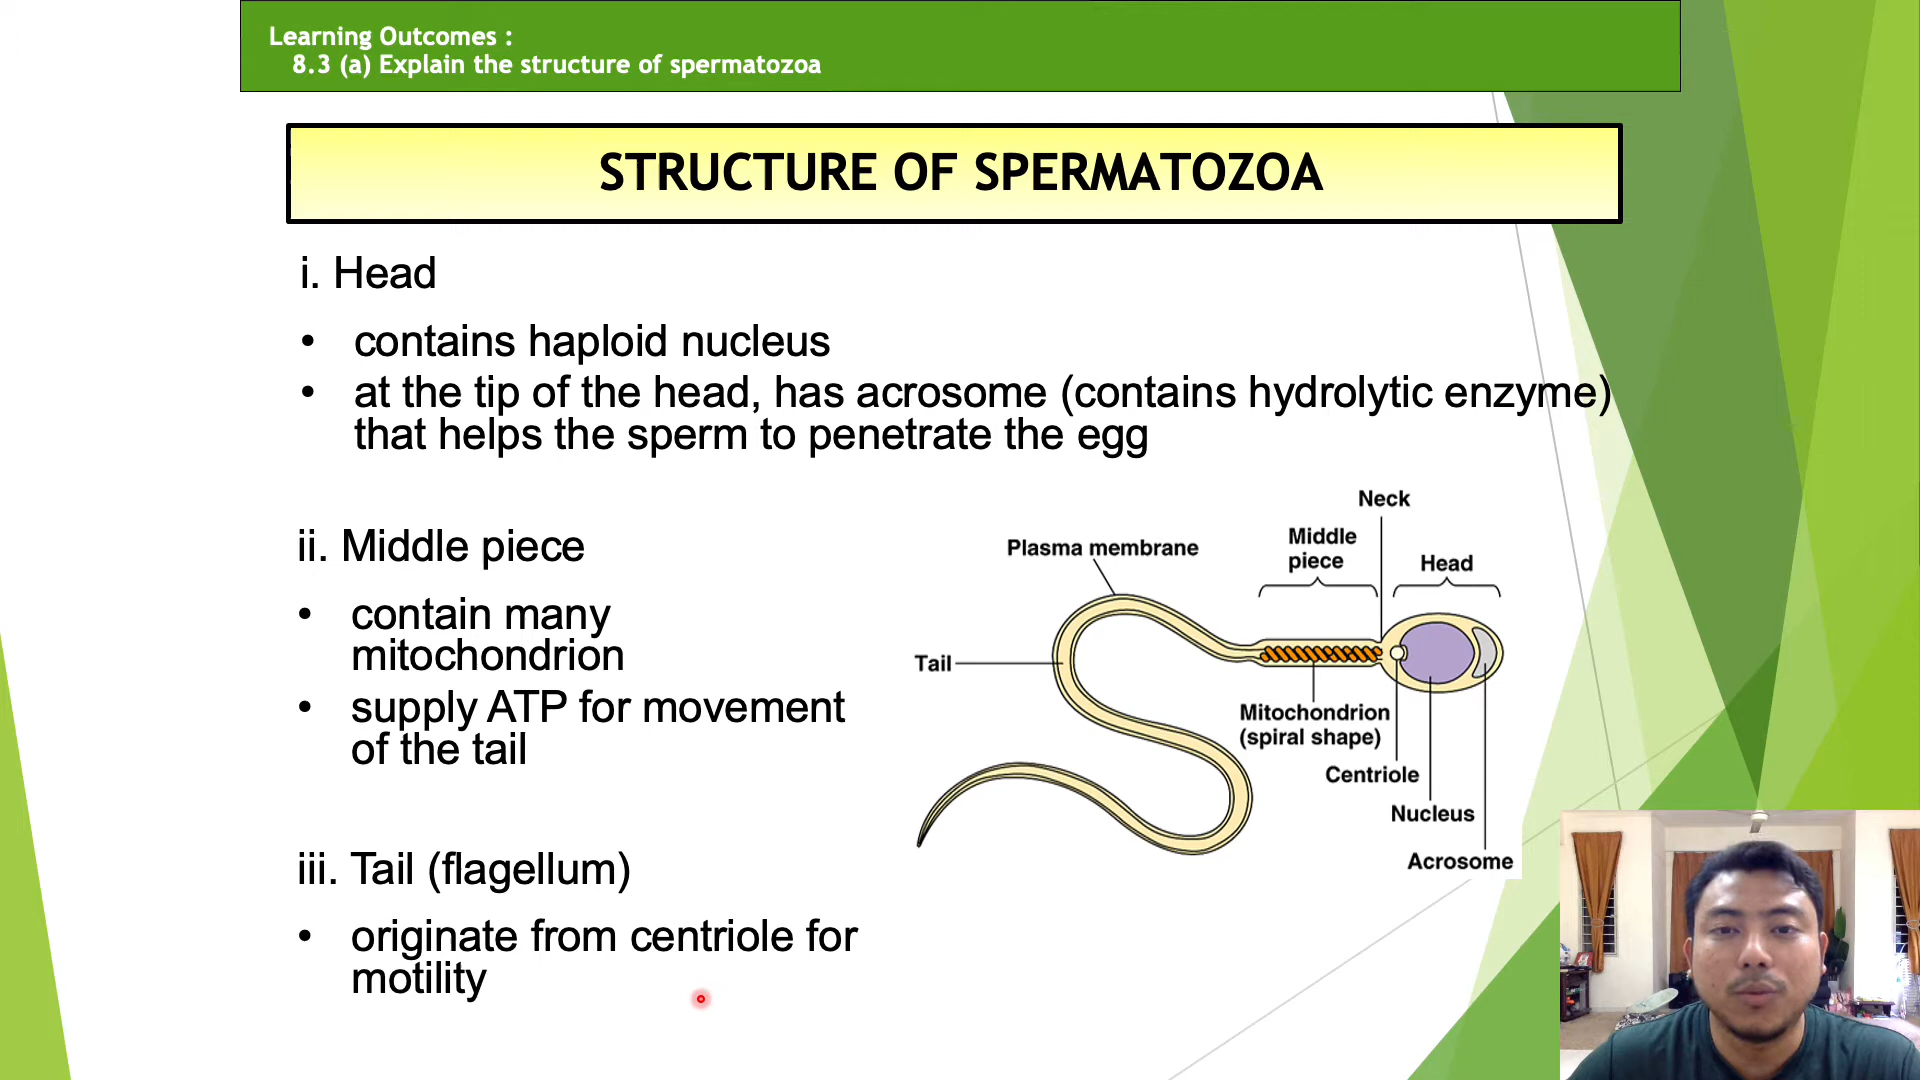 Learning Outcomes :
8.3 (a) Explain the structure of spermatozoa
STRUCTURE OF SPERMATOZOA
i. Head
• contains haploid nucleus
• at the tip of the head, has acrosome (contains hydrolytic enzyme)
that helps the sperm to penetrate the egg
ii. Middle piece
• contain many
mitochondrion
• supply ATP for movement
of the tail
iii. Tail (flagellum)
• originate from centriole for
motility
Neck
Middle
piece
Head
Plasma membrane
Tail
Mitochondrion
(spiral shape)
Centriole
Nucleus
Acrosome